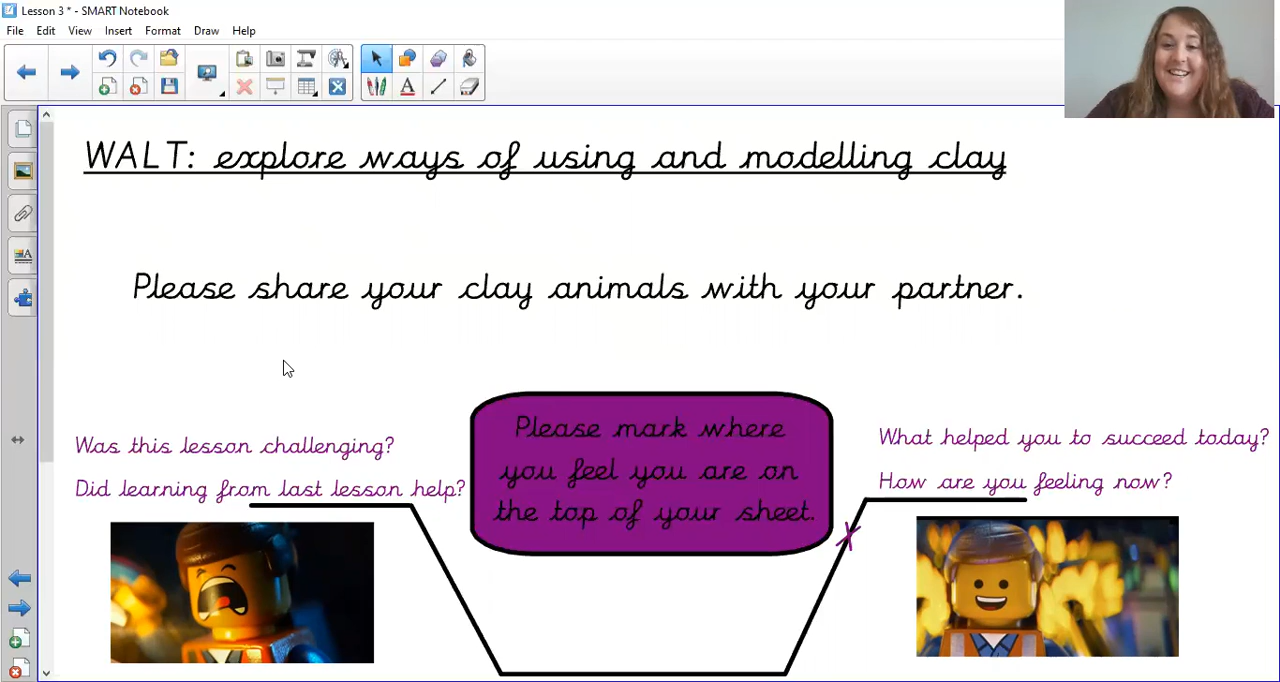 Lesson 3 * - SMART Notebook
File Edit View Insert Format Draw Help
WALT: explore ways of using and modelling clay
Please share your clay animals with your partner.
Was this lesson challenging?
Did learning from last lesson help?
Please mark where
you feel you are on
the top of your sheet.
What helped you to succeed today?
How are you feeling now?